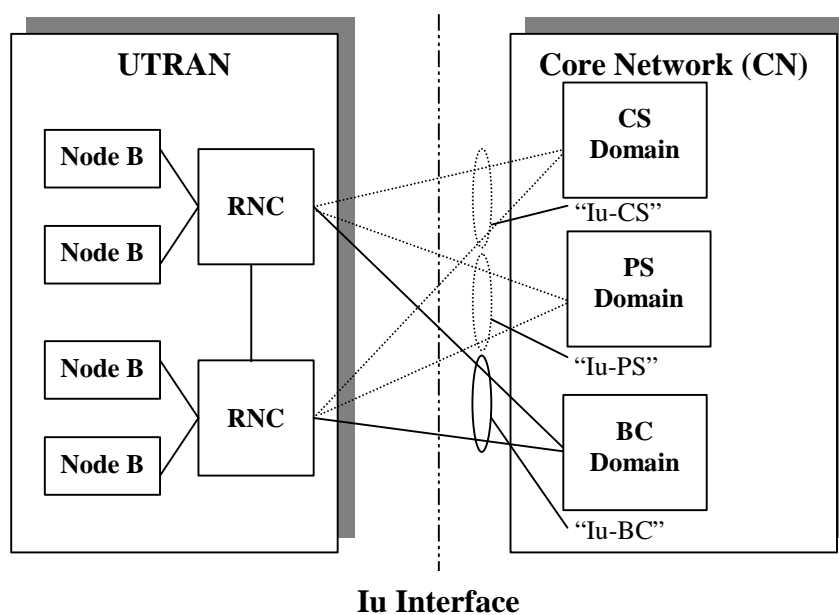 UTRAN
Node B
Node B
RNC
Node B
Node B
RNC
Core Network (CN)
CS
Domain
“Iu-CS”
PS
Domain
“Iu-PS”
BC
Domain
“Iu-BC”
Iu Interface